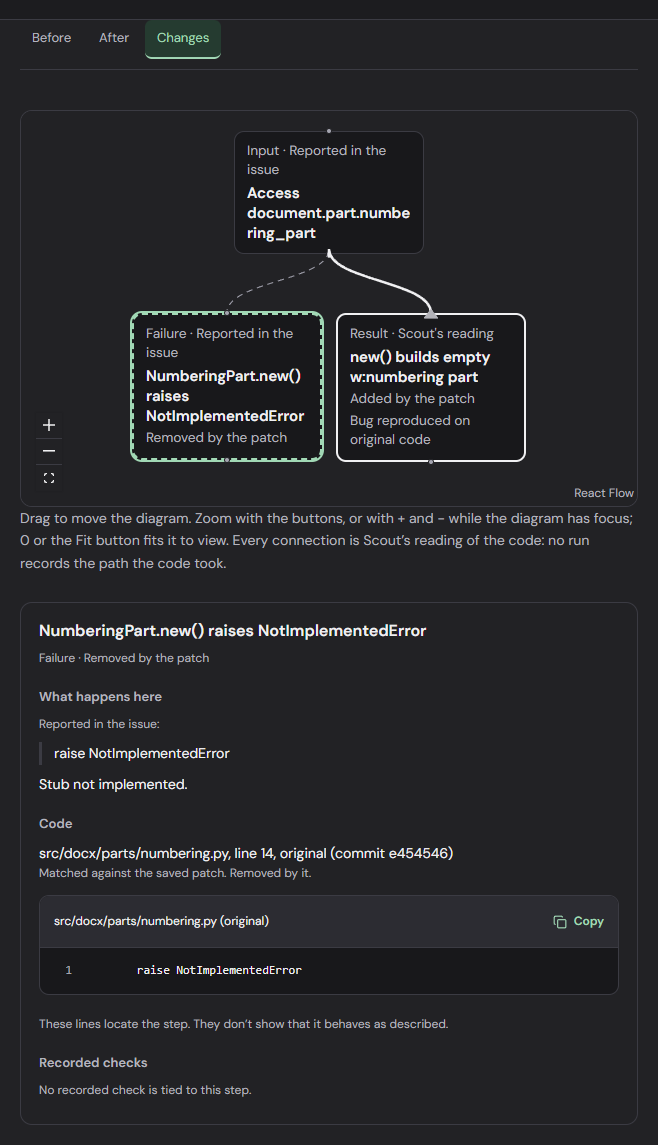 Before
After
Changes
Input · Reported in the
issue
Access
document.part.numbe
ring_part
Failure · Reported in the
issue
NumberingPart.new()
raises
NotImplementedError
Removed by the patch
Result · Scout's reading
new() builds empty
w:numbering part
Added by the patch
Bug reproduced on
original code
React Flow
Drag to move the diagram. Zoom with the buttons, or with + and - while the diagram has focus;
0 or the Fit button fits it to view. Every connection is Scout’s reading of the code: no run
records the path the code took.
NumberingPart.new() raises NotImplementedError
Failure · Removed by the patch
What happens here
Reported in the issue:
raise NotImplementedError
Stub not implemented.
Code
src/docx/parts/numbering.py, line 14, original (commit e454546)
Matched against the saved patch. Removed by it.
src/docx/parts/numbering.py (original)
Copy
1 raise NotImplementedError
These lines locate the step. They don’t show that it behaves as described.
Recorded checks
No recorded check is tied to this step.